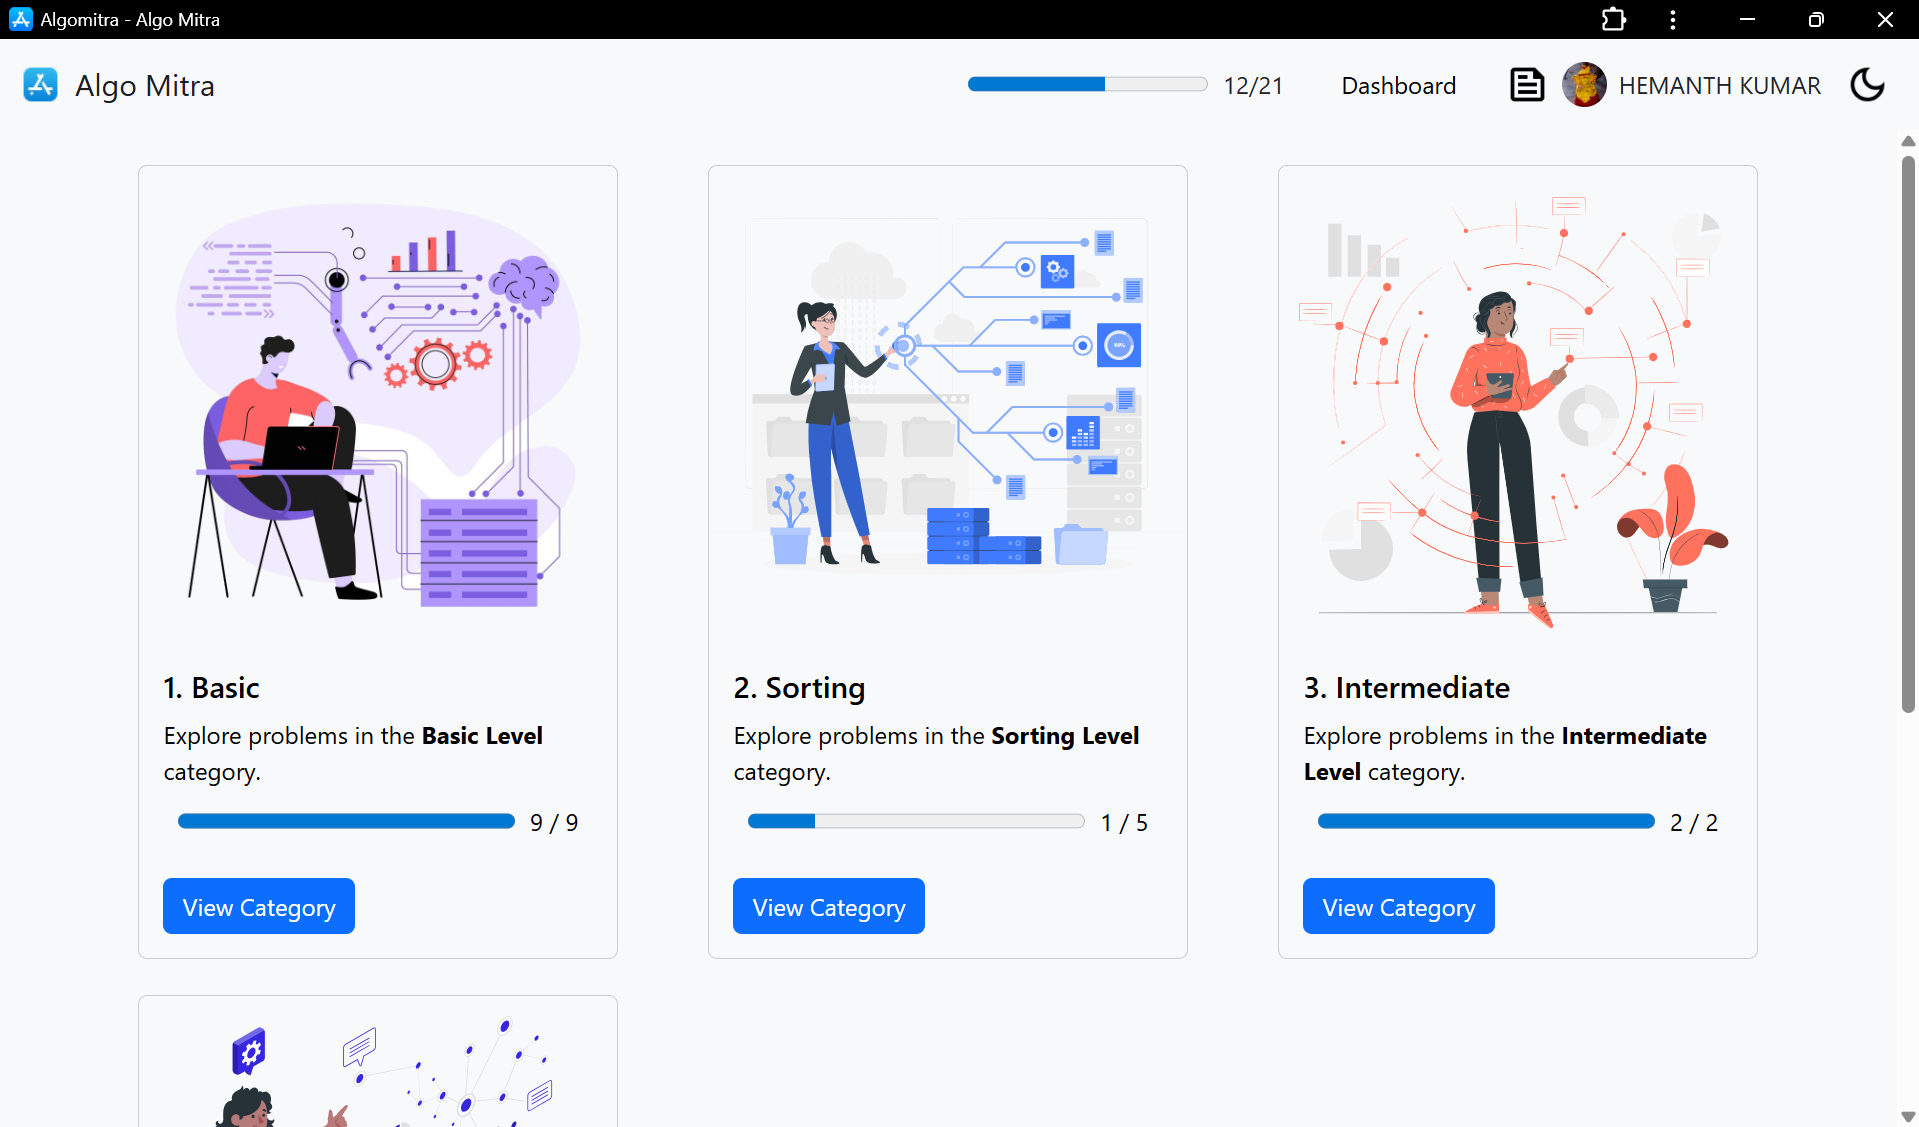 Algomitra - Algo Mitra
Algo Mitra
12/21
Dashboard
HEMANTH KUMAR
1. Basic
Explore problems in the Basic Level
category.
9 / 9
View Category
2. Sorting
Explore problems in the Sorting Level
category.
1 / 5
View Category
3. Intermediate
Explore problems in the Intermediate
Level category.
2 / 2
View Category